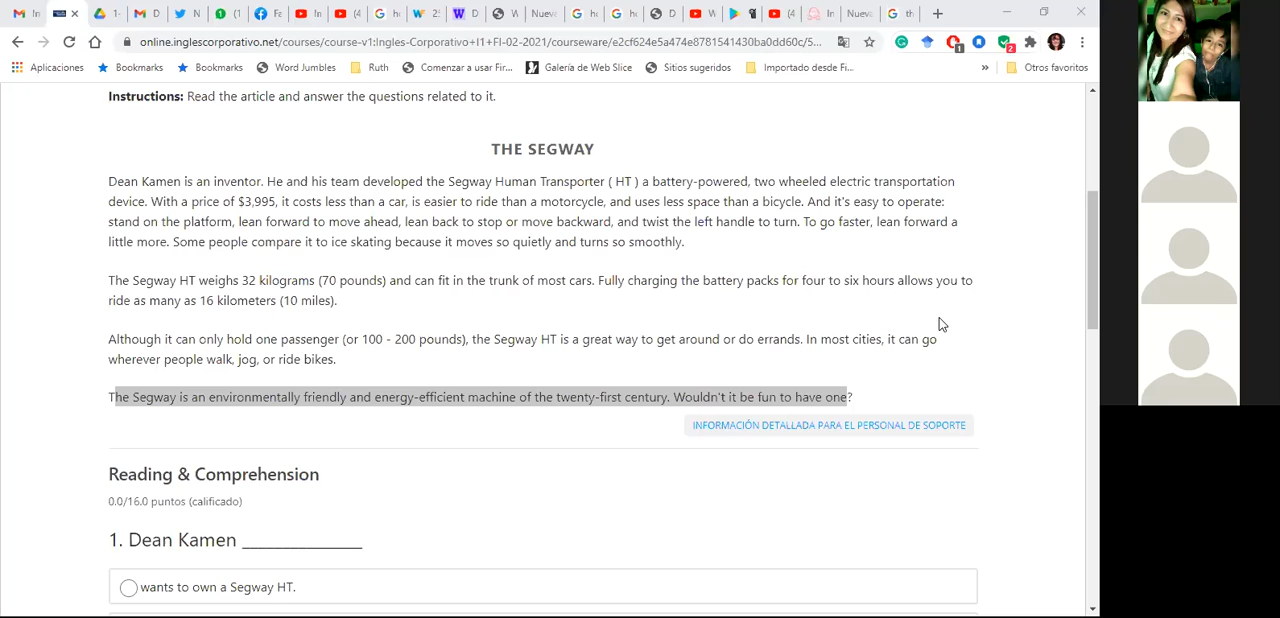 online.inglescorporativo.net/courses/course-v1:Ingles-Corporativo+I1+FI-02-2021/courseware/e2cf624e5a474e8781541430ba0dd60c/5...
Aplicaciones Bookmarks Bookmarks Word Jumbles Ruth Comenzar a usar Fir... Galería de Web Slice Sitios sugeridos Importado desde Fi... » Otros favoritos
Instructions: Read the article and answer the questions related to it.
THE SEGWAY
Dean Kamen is an inventor. He and his team developed the Segway Human Transporter ( HT ) a battery-powered, two wheeled electric transportation
device. With a price of $3,995, it costs less than a car, is easier to ride than a motorcycle, and uses less space than a bicycle. And it's easy to operate:
stand on the platform, lean forward to move ahead, lean back to stop or move backward, and twist the left handle to turn. To go faster, lean forward a
little more. Some people compare it to ice skating because it moves so quietly and turns so smoothly.
The Segway HT weighs 32 kilograms (70 pounds) and can fit in the trunk of most cars. Fully charging the battery packs for four to six hours allows you to
ride as many as 16 kilometers (10 miles).
Although it can only hold one passenger (or 100 - 200 pounds), the Segway HT is a great way to get around or do errands. In most cities, it can go
wherever people walk, jog, or ride bikes.
The Segway is an environmentally friendly and energy-efficient machine of the twenty-first century. Wouldn't it be fun to have one?
INFORMACIÓN DETALLADA PARA EL PERSONAL DE SOPORTE
Reading & Comprehension
0.0/16.0 puntos (calificado)
1. Dean Kamen _______________
wants to own a Segway HT.